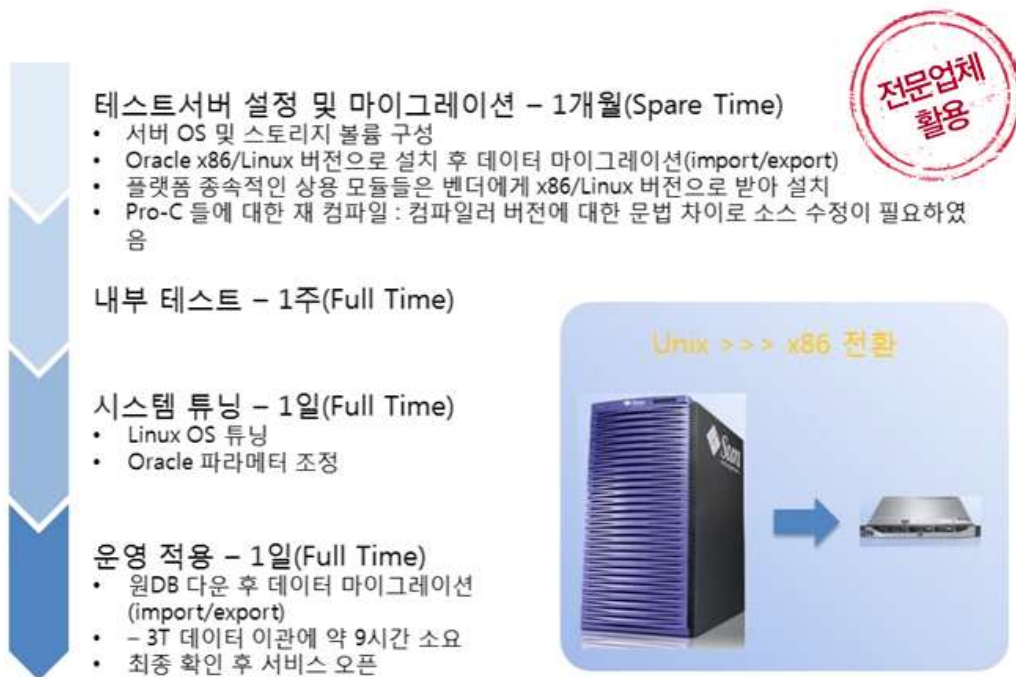 전문업체
활용
테스트서버 설정 및 마이그레이션 – 1개월(Spare Time)
• 서버 OS 및 스토리지 볼륨 구성
• Oracle x86/Linux 버전으로 설치 후 데이터 마이그레이션(import/export)
• 플랫폼 종속적인 상용 모듈들은 벤더에게 x86/Linux 버전으로 받아 설치
• Pro-C 들에 대한 재 컴파일 : 컴파일러 버전에 대한 문법 차이로 소스 수정이 필요하였
음
내부 테스트 – 1주(Full Time)
Unix >>> x86 전환
시스템 튜닝 – 1일(Full Time)
• Linux OS 튜닝
• Oracle 파라메터 조정
Sun
운영 적용 – 1일(Full Time)
• 원DB 다운 후 데이터 마이그레이션
(import/export)
• – 3T 데이터 이관에 약 9시간 소요
• 최종 확인 후 서비스 오픈